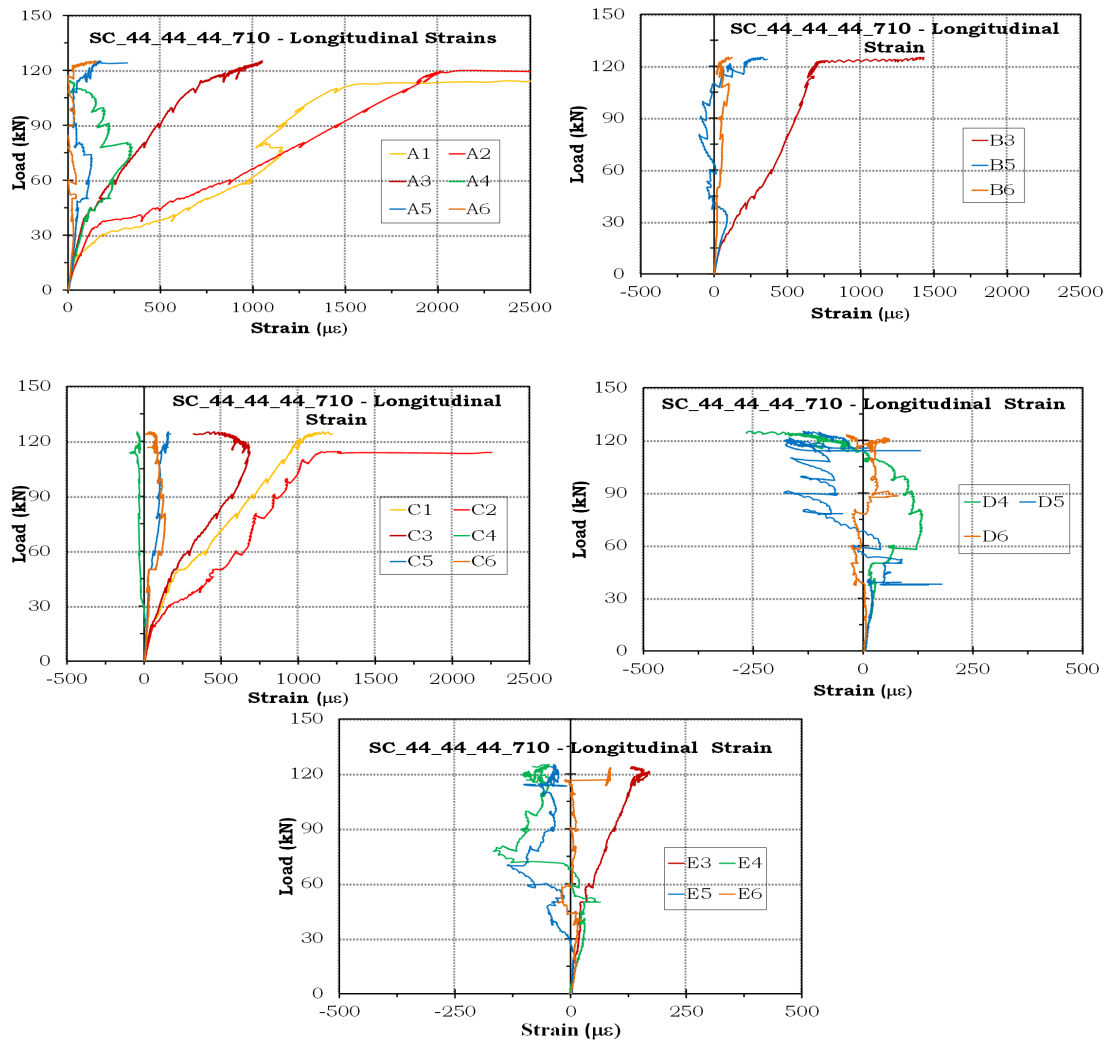 SC_44_44_44_710 - Longitudinal Strains
150
120
90
60
30
0
Load (kN)
A1 A2
A3 A4
A5 A6
0 500 1000 1500 2000 2500
Strain (με)
SC_44_44_44_710 - Longitudinal
Strain
150
120
90
60
30
0
Load (kN)
B3
B5
B6
-500 0 500 1000 1500 2000 2500
Strain (με)
SC_44_44_44_710 - Longitudinal
Strain
150
120
90
60
30
0
Load (kN)
C1 C2
C3 C4
C5 C6
-500 0 500 1000 1500 2000 2500
Strain (με)
SC_44_44_44_710 - Longitudinal Strain
150
120
90
60
30
0
Load (kN)
D4 D5
D6
-500 -250 0 250 500
Strain (με)
SC_44_44_44_710 - Longitudinal Strain
150
120
90
60
30
0
Load (kN)
E3 E4
E5 E6
-500 -250 0 250 500
Strain (με)